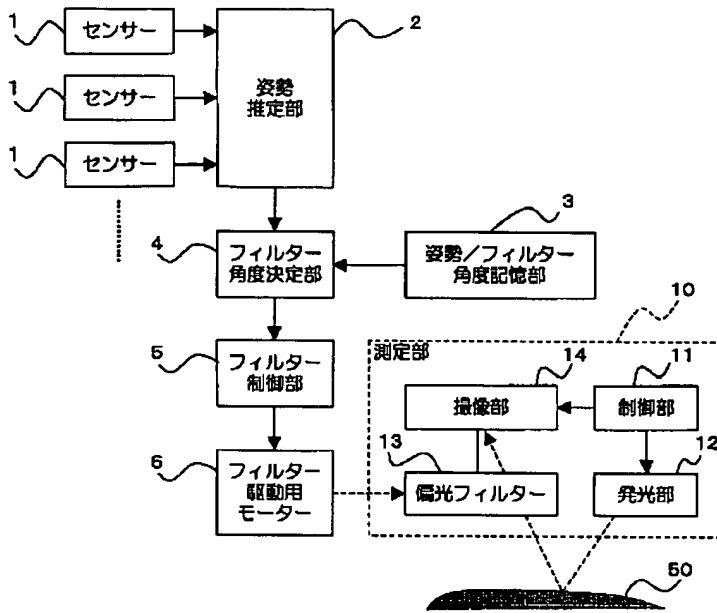 1
センサー
2
姿勢
推定部
1
センサー
1
センサー
3
4
フィルター
角度決定部
姿勢／フィルター
角度記憶部
10
5
フィルター
制御部
測定部
14
11
撮像部
制御部
6
フィルター
駆動用
モーター
13
12
偏光フィルター
発光部
50